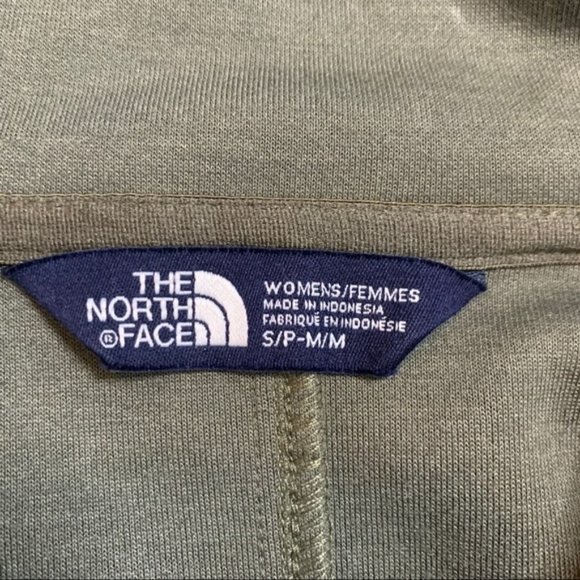 THE
NORTH
®FACE
WOMENS/FEMMES
MADE IN INDONESIA
FABRIQUÉ EN INDONÉSIE
S/P-M/M